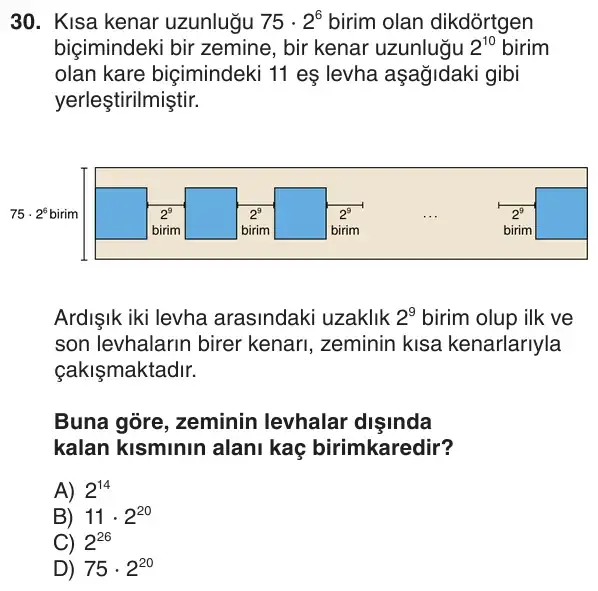 30. Kısa kenar uzunluğu 75 · 2⁶ birim olan dikdörtgen
biçimindeki bir zemine, bir kenar uzunluğu 2¹⁰ birim
olan kare biçimindeki 11 eş levha aşağıdaki gibi
yerleştirilmiştir.
75 · 2⁶ birim
2⁹ birim
2⁹ birim
2⁹ birim
...
2⁹ birim
Ardışık iki levha arasındaki uzaklık 2⁹ birim olup ilk ve
son levhaların birer kenarı, zeminin kısa kenarlarıyla
çakışmaktadır.
Buna göre, zeminin levhalar dışında
kalan kısmının alanı kaç birimkaredir?
A) 2¹⁴
B) 11 · 2²⁰
C) 2²⁶
D) 75 · 2²⁰